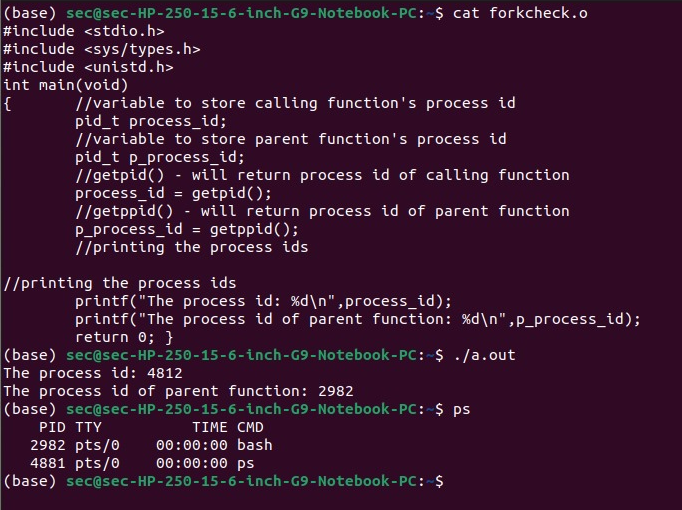 (base) sec@sec-HP-250-15-6-inch-G9-Notebook-PC:~$ cat forkcheck.o
#include <stdio.h>
#include <sys/types.h>
#include <unistd.h>
int main(void)
{       //variable to store calling function's process id
        pid_t process_id;
        //variable to store parent function's process id
        pid_t p_process_id;
        //getpid() - will return process id of calling function
        process_id = getpid();
        //getppid() - will return process id of parent function
        p_process_id = getppid();
        //printing the process ids

//printing the process ids
        printf("The process id: %d\n",process_id);
        printf("The process id of parent function: %d\n",p_process_id);
        return 0; }
(base) sec@sec-HP-250-15-6-inch-G9-Notebook-PC:~$ ./a.out
The process id: 4812
The process id of parent function: 2982
(base) sec@sec-HP-250-15-6-inch-G9-Notebook-PC:~$ ps
    PID TTY          TIME CMD
   2982 pts/0    00:00:00 bash
   4881 pts/0    00:00:00 ps
(base) sec@sec-HP-250-15-6-inch-G9-Notebook-PC:~$